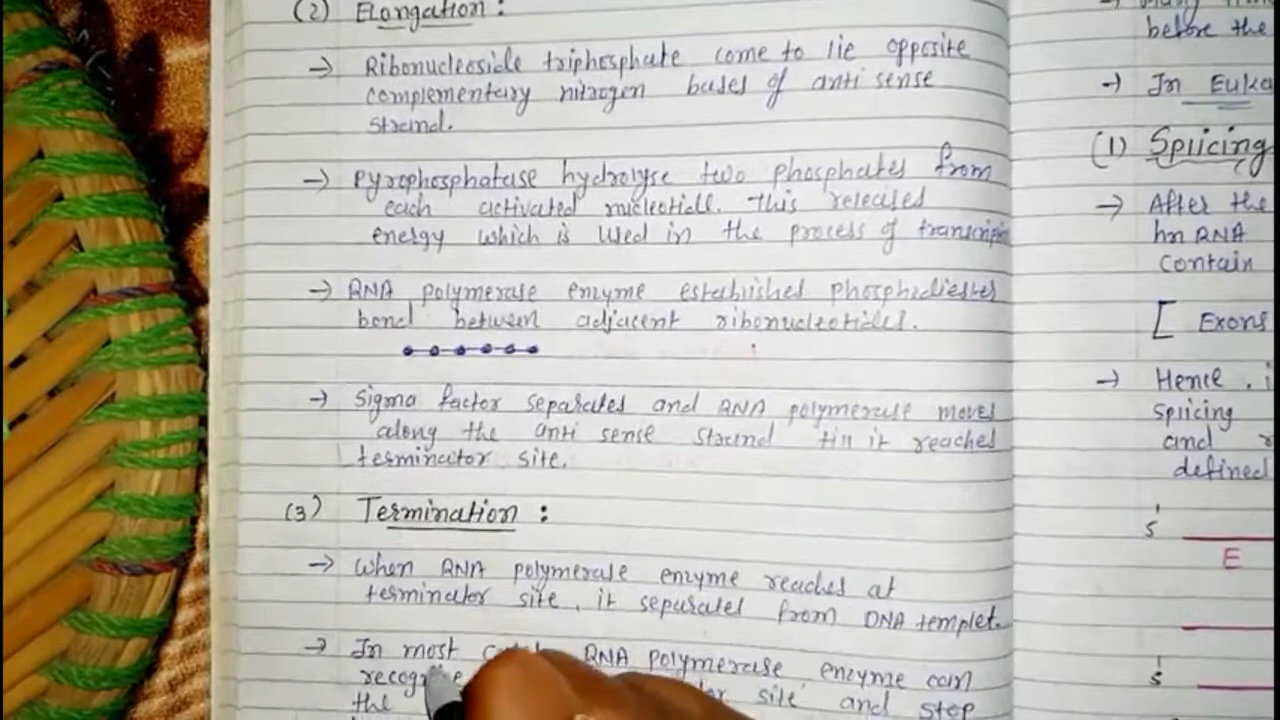 (2) Elongation :
→ Ribonucleoside triphosphate come to lie opposite
complementary nitrogen bases of anti sense
strand.
→ Pyrophosphatase hydrolyse two phosphates from
each activated nucleotide. This releases
energy which is used in the process of
→ RNA polymerase enzyme established phosphodiester
bond between adjacent ribonucleotides.
→ Sigma factor separates and RNA polymerase moves
along the anti sense strand till it reaches
terminator site.
(3) Termination :
→ When RNA polymerase enzyme reaches at
terminator site, it separates from DNA templet.
→ In most RNA polymerase enzyme can
site and stop
the
before the
→ In
(1) Splicing
→ After the
hn RNA
contain
[ Exons
→ Hence, i
splicing
and
defined
5'
E
5'